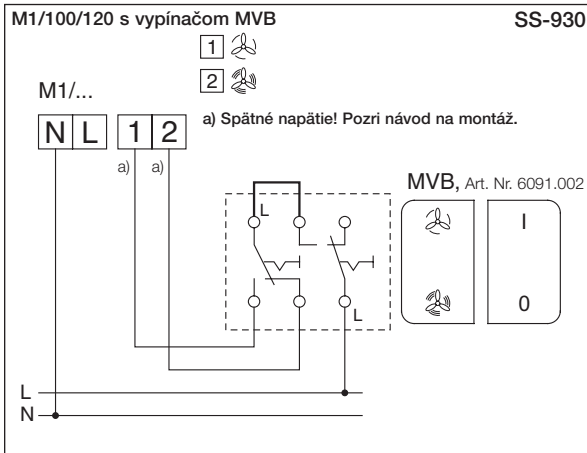 M1/100/120 s vypínačom MVB
SS-930
1
2
M1/...
N L 1 2
a) Spätné napätie! Pozri návod na montáž.
a) a)
MVB, Art. Nr. 6091.002
L
I
0
L
L
N